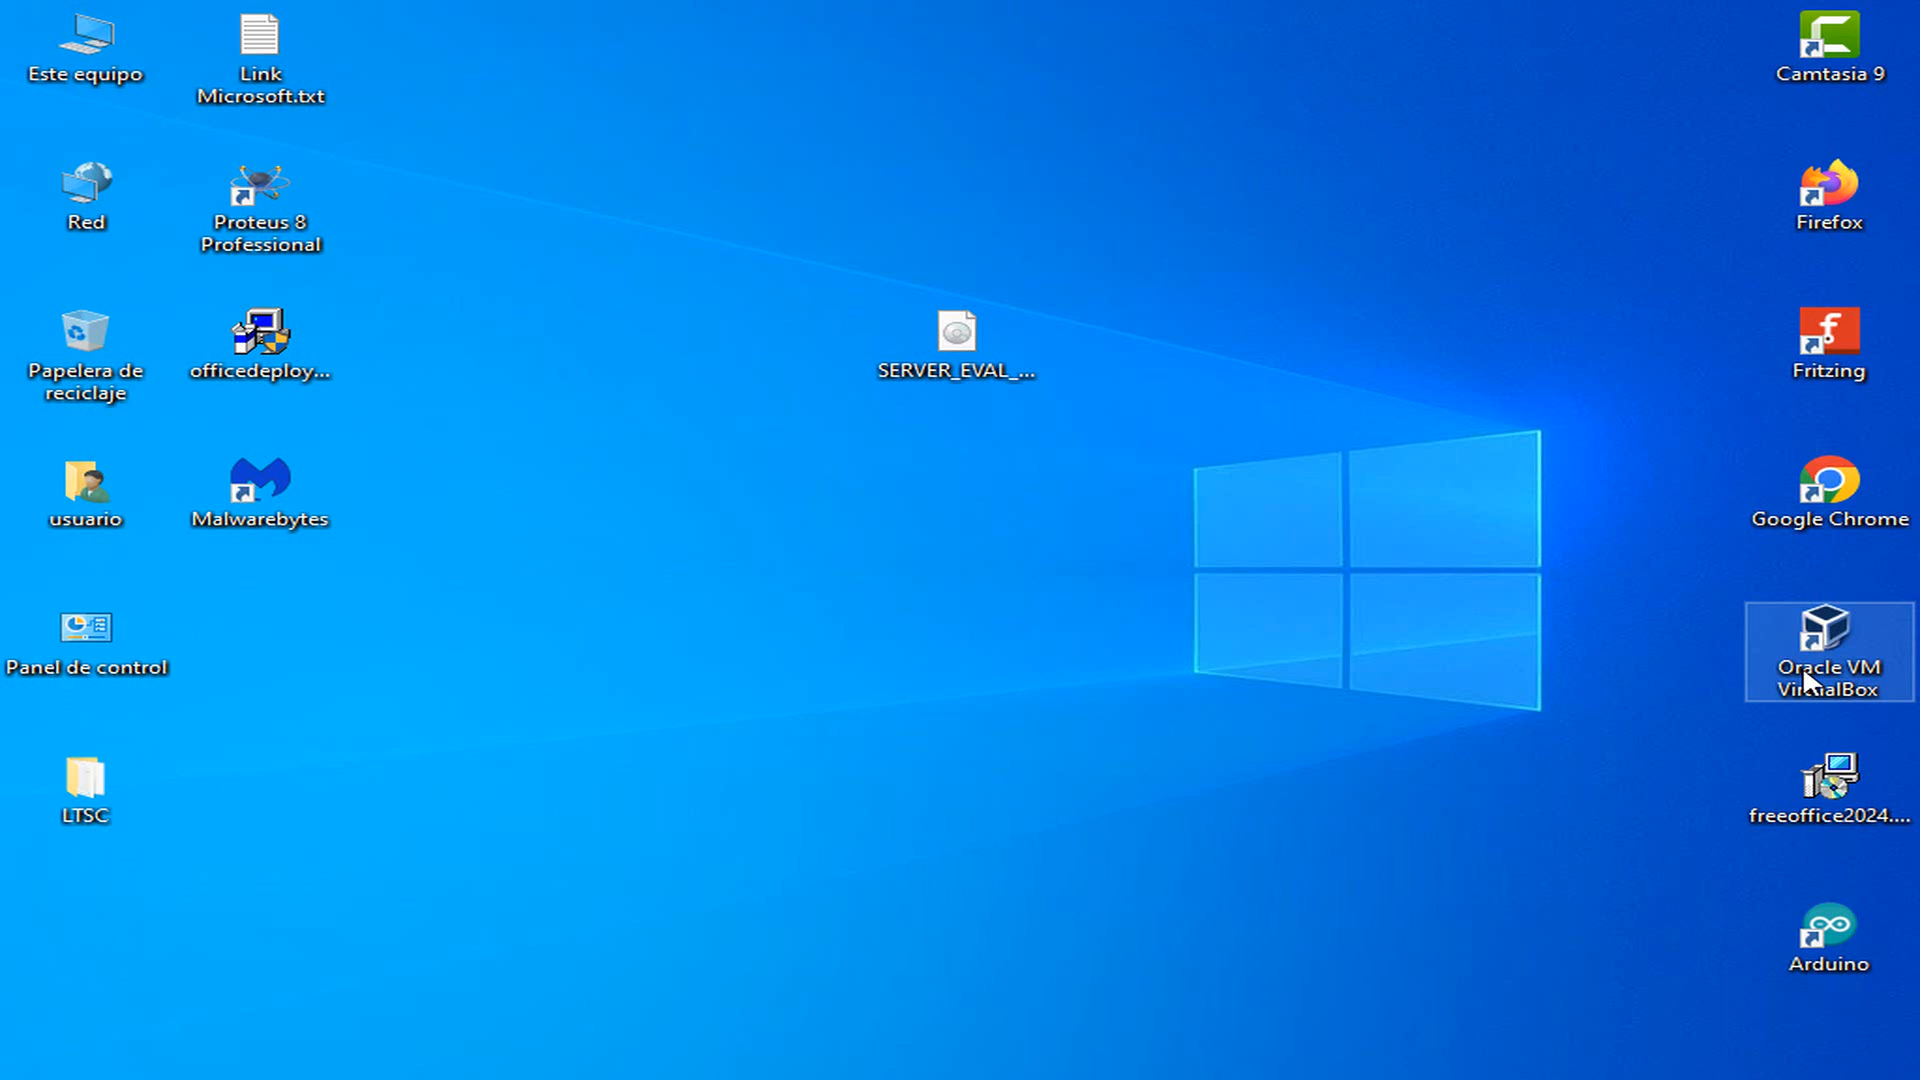 Este equipo
Link
Microsoft.txt
Camtasia 9
Red
Proteus 8
Professional
Firefox
Papelera de
reciclaje
officedeploy...
SERVER_EVAL_...
Fritzing
usuario
Malwarebytes
Google Chrome
Panel de control
Oracle VM
VirtualBox
LTSC
freeoffice2024....
Arduino